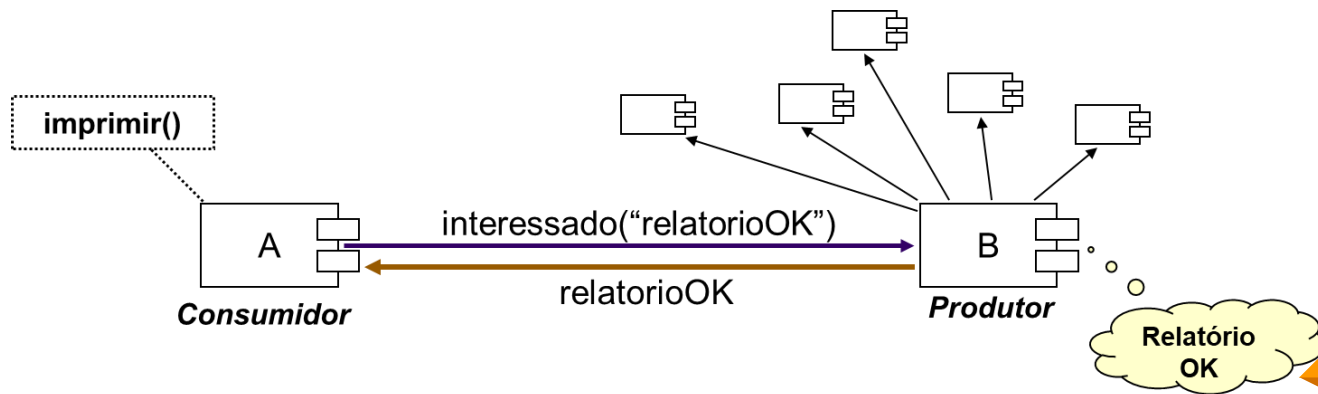 imprimir()
A
interessado(“relatorioOK”)
B
relatorioOK
Consumidor
Produtor
Relatório
OK